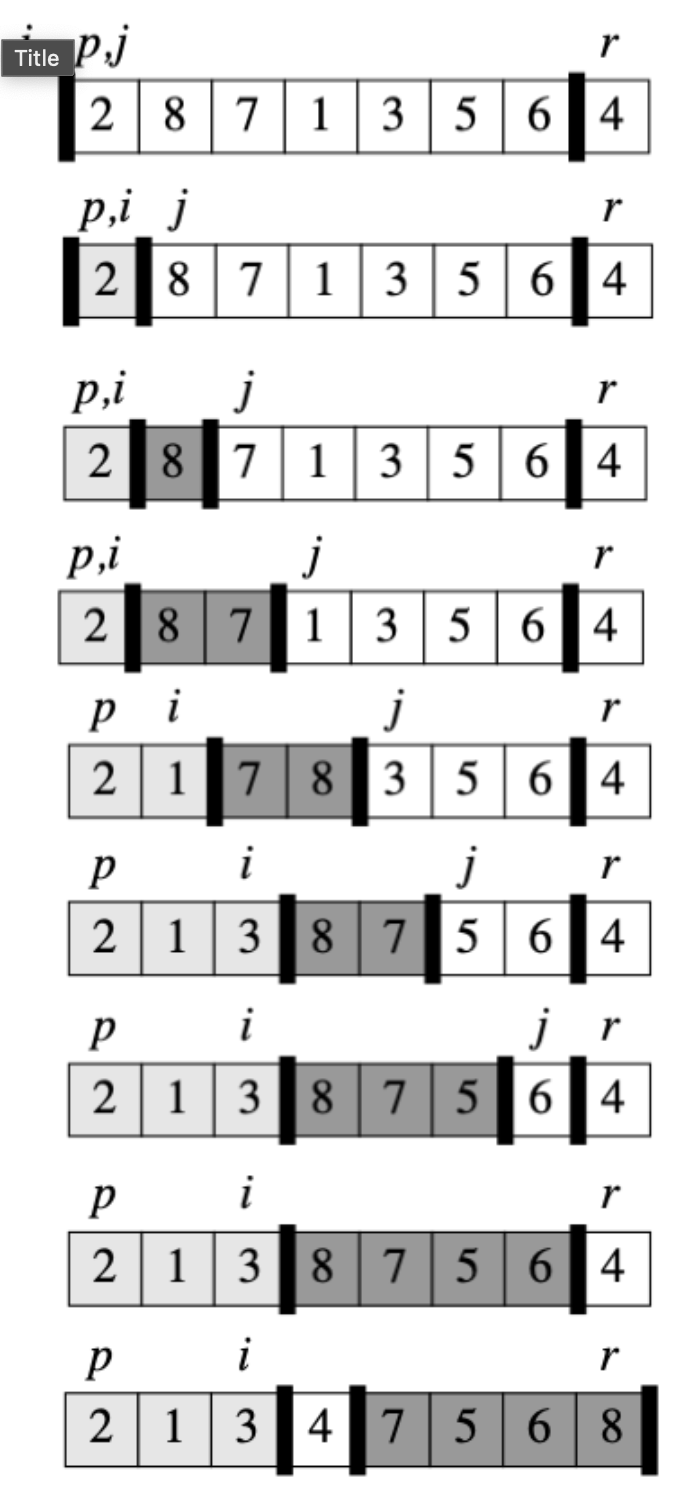 i p,j r
Title
2 8 7 1 3 5 6 4
p,i j r
2 8 7 1 3 5 6 4
p,i j r
2 8 7 1 3 5 6 4
p,i j r
2 8 7 1 3 5 6 4
p i j r
2 1 7 8 3 5 6 4
p i j r
2 1 3 8 7 5 6 4
p i j r
2 1 3 8 7 5 6 4
p i r
2 1 3 8 7 5 6 4
p i r
2 1 3 4 7 5 6 8